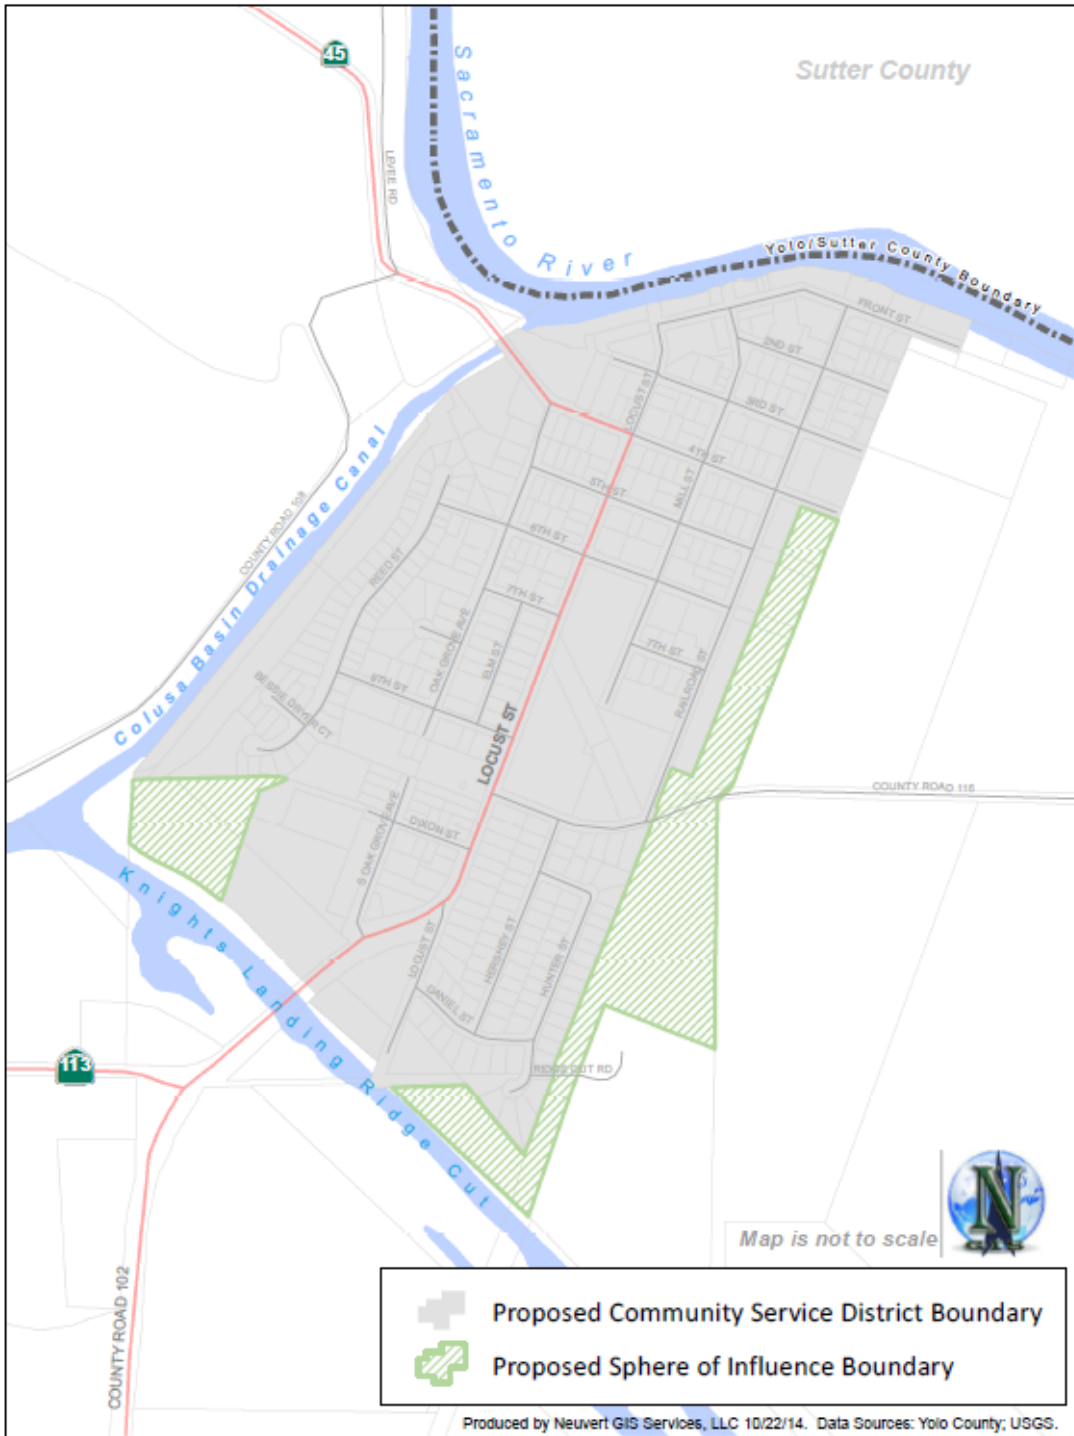 45
Sutter County
Sacramento River
LEVEE RD
Yolo/Sutter County Boundary
FRONT ST
2ND ST
LOCUST ST
3RD ST
4TH ST
5TH ST
MILL ST
6TH ST
COUNTY ROAD 108
Colusa Basin Drainage Canal
REED ST
7TH ST
OAK GROVE AVE
ELM ST
7TH ST
RAILROAD ST
BESSIE DRYER CT
LOCUST ST
COUNTY ROAD 116
S OAK GROVE AVE
DIXON ST
Knights Landing Ridge Cut
LOCUST ST
HERSHEY ST
HUNTER ST
DANIEL ST
RIDGE CUT RD
113
COUNTY ROAD 102
N
Map is not to scale
Proposed Community Service District Boundary
Proposed Sphere of Influence Boundary
Produced by Neuvert GIS Services, LLC 10/22/14. Data Sources: Yolo County; USGS.